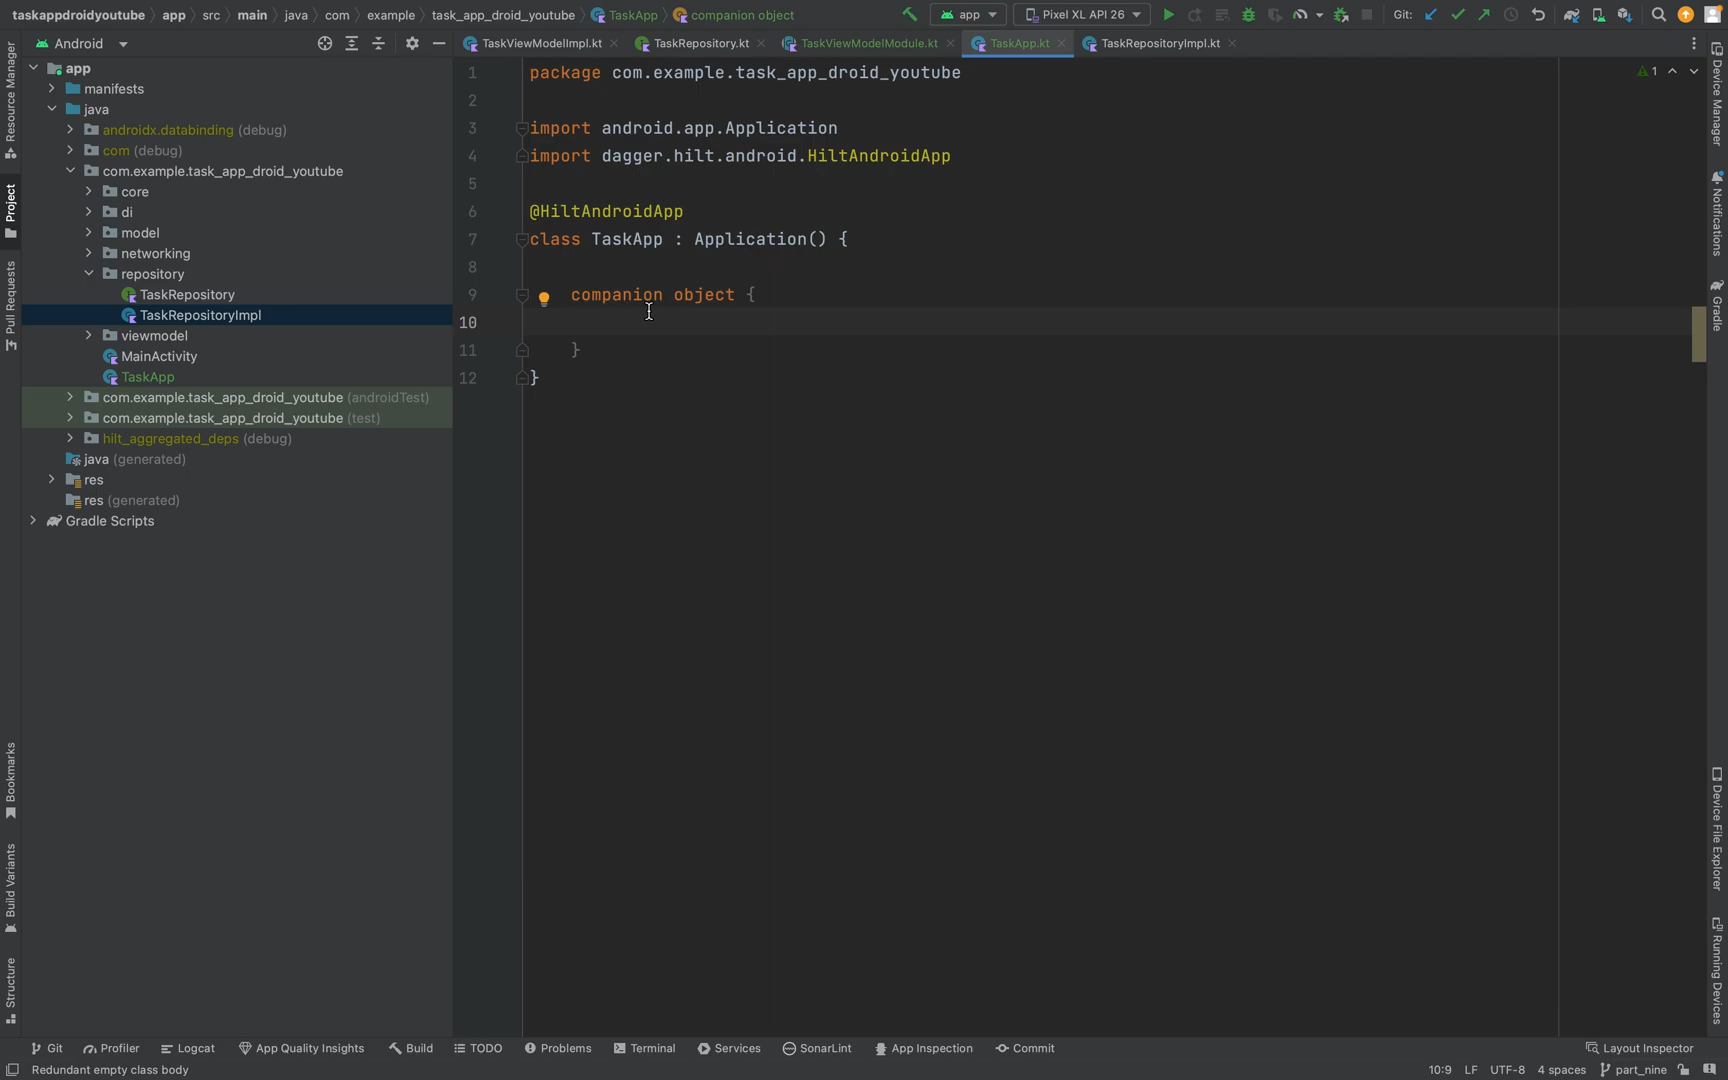 taskappdroidyoutube app src main java com example task_app_droid_youtube TaskApp companion object
app Pixel XL API 26 Git:
Android
TaskViewModelImpl.kt TaskRepository.kt TaskViewModelModule.kt TaskApp.kt TaskRepositoryImpl.kt
app
manifests
java
androidx.databinding (debug)
com (debug)
com.example.task_app_droid_youtube
core
di
model
networking
repository
TaskRepository
TaskRepositoryImpl
viewmodel
MainActivity
TaskApp
com.example.task_app_droid_youtube (androidTest)
com.example.task_app_droid_youtube (test)
hilt_aggregated_deps (debug)
java (generated)
res
res (generated)
Gradle Scripts
1 package com.example.task_app_droid_youtube
2
3 import android.app.Application
4 import dagger.hilt.android.HiltAndroidApp
5
6 @HiltAndroidApp
7 class TaskApp : Application() {
8
9 companion object {
10
11 }
12 }
1
Resource Manager
Project
Pull Requests
Bookmarks
Build Variants
Structure
Device Manager
Notifications
Gradle
Device File Explorer
Running Devices
Git Profiler Logcat App Quality Insights Build TODO Problems Terminal Services SonarLint App Inspection Commit Layout Inspector
Redundant empty class body 10:9 LF UTF-8 4 spaces part_nine